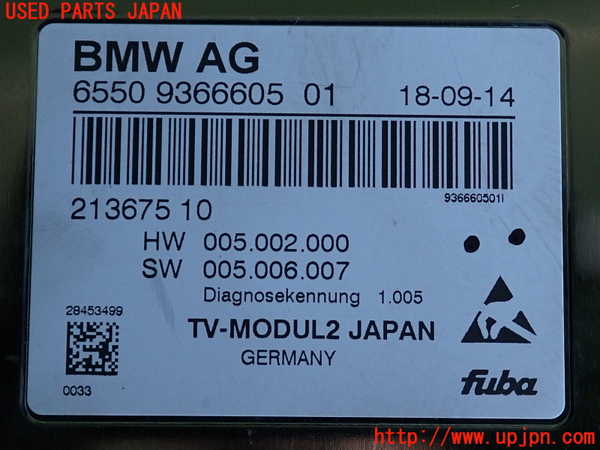 USED PARTS JAPAN
BMW AG
6550 9366605 01 18-09-14
936660501I
213675 10
HW 005.002.000
SW 005.006.007
Diagnosekennung 1.005
28453499
TV-MODUL2 JAPAN
GERMANY
0033
fuba
http://www.upjpn.com